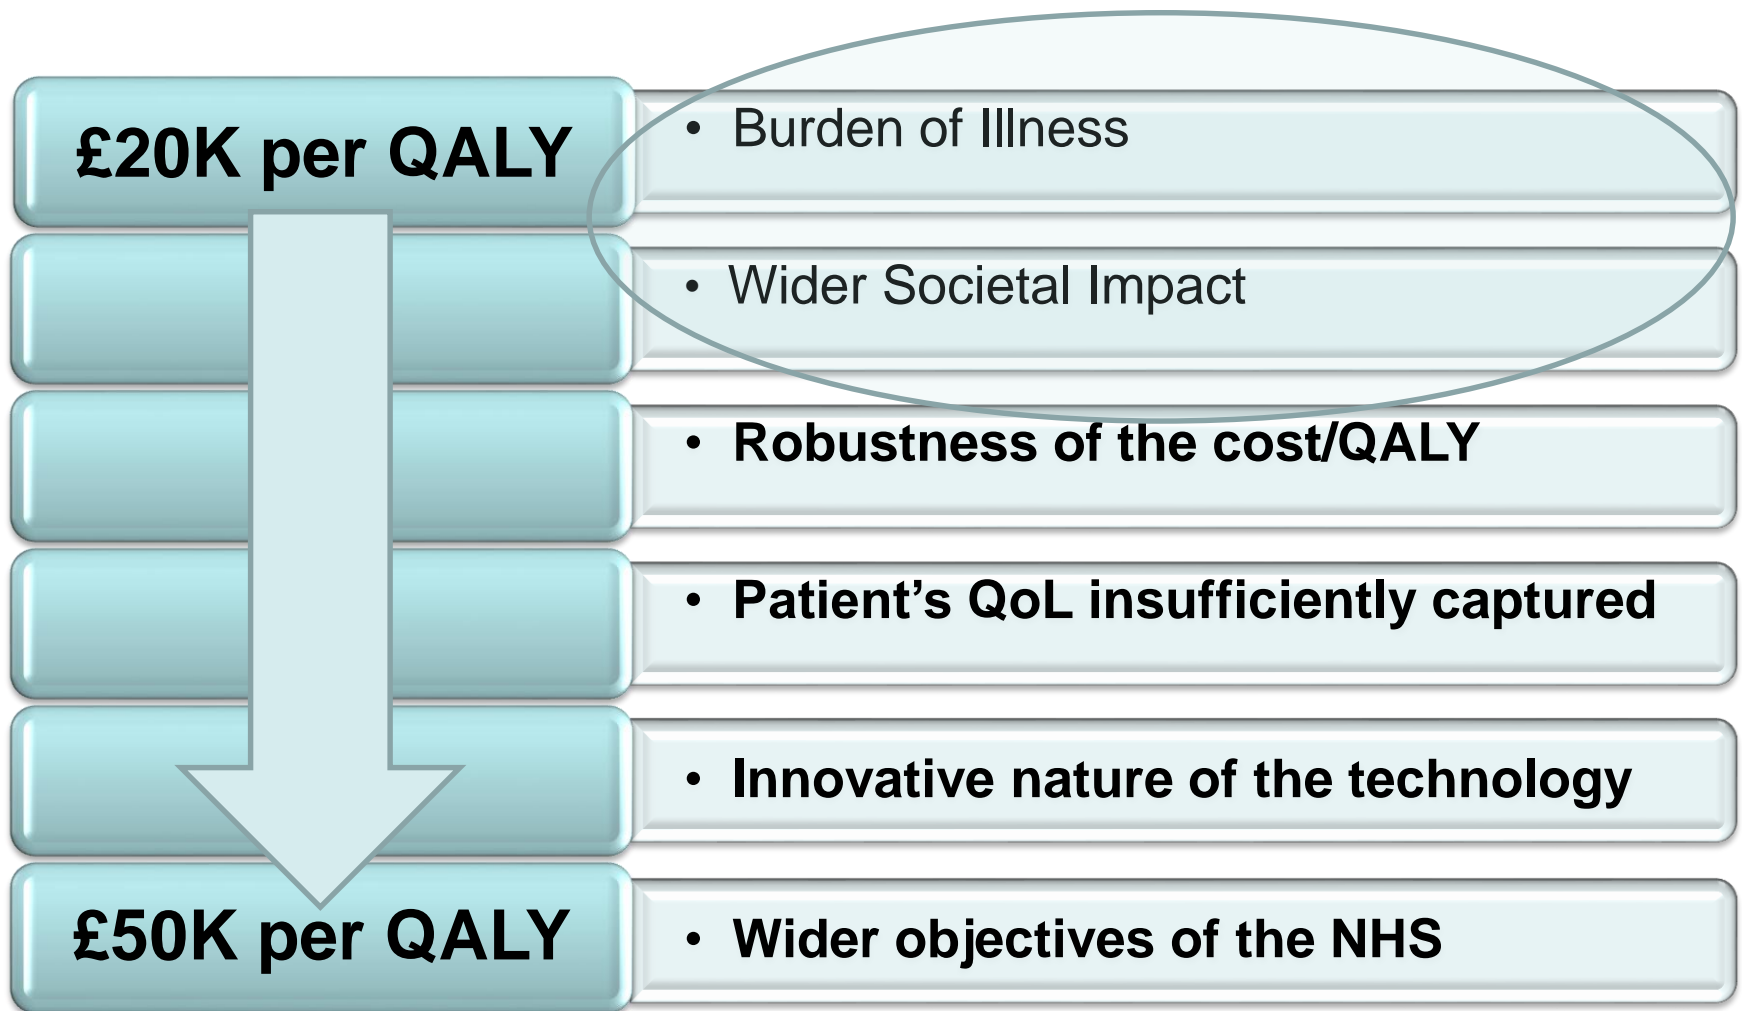 £20K per QALY
• Burden of Illness
• Wider Societal Impact
• Robustness of the cost/QALY
• Patient’s QoL insufficiently captured
• Innovative nature of the technology
£50K per QALY
• Wider objectives of the NHS